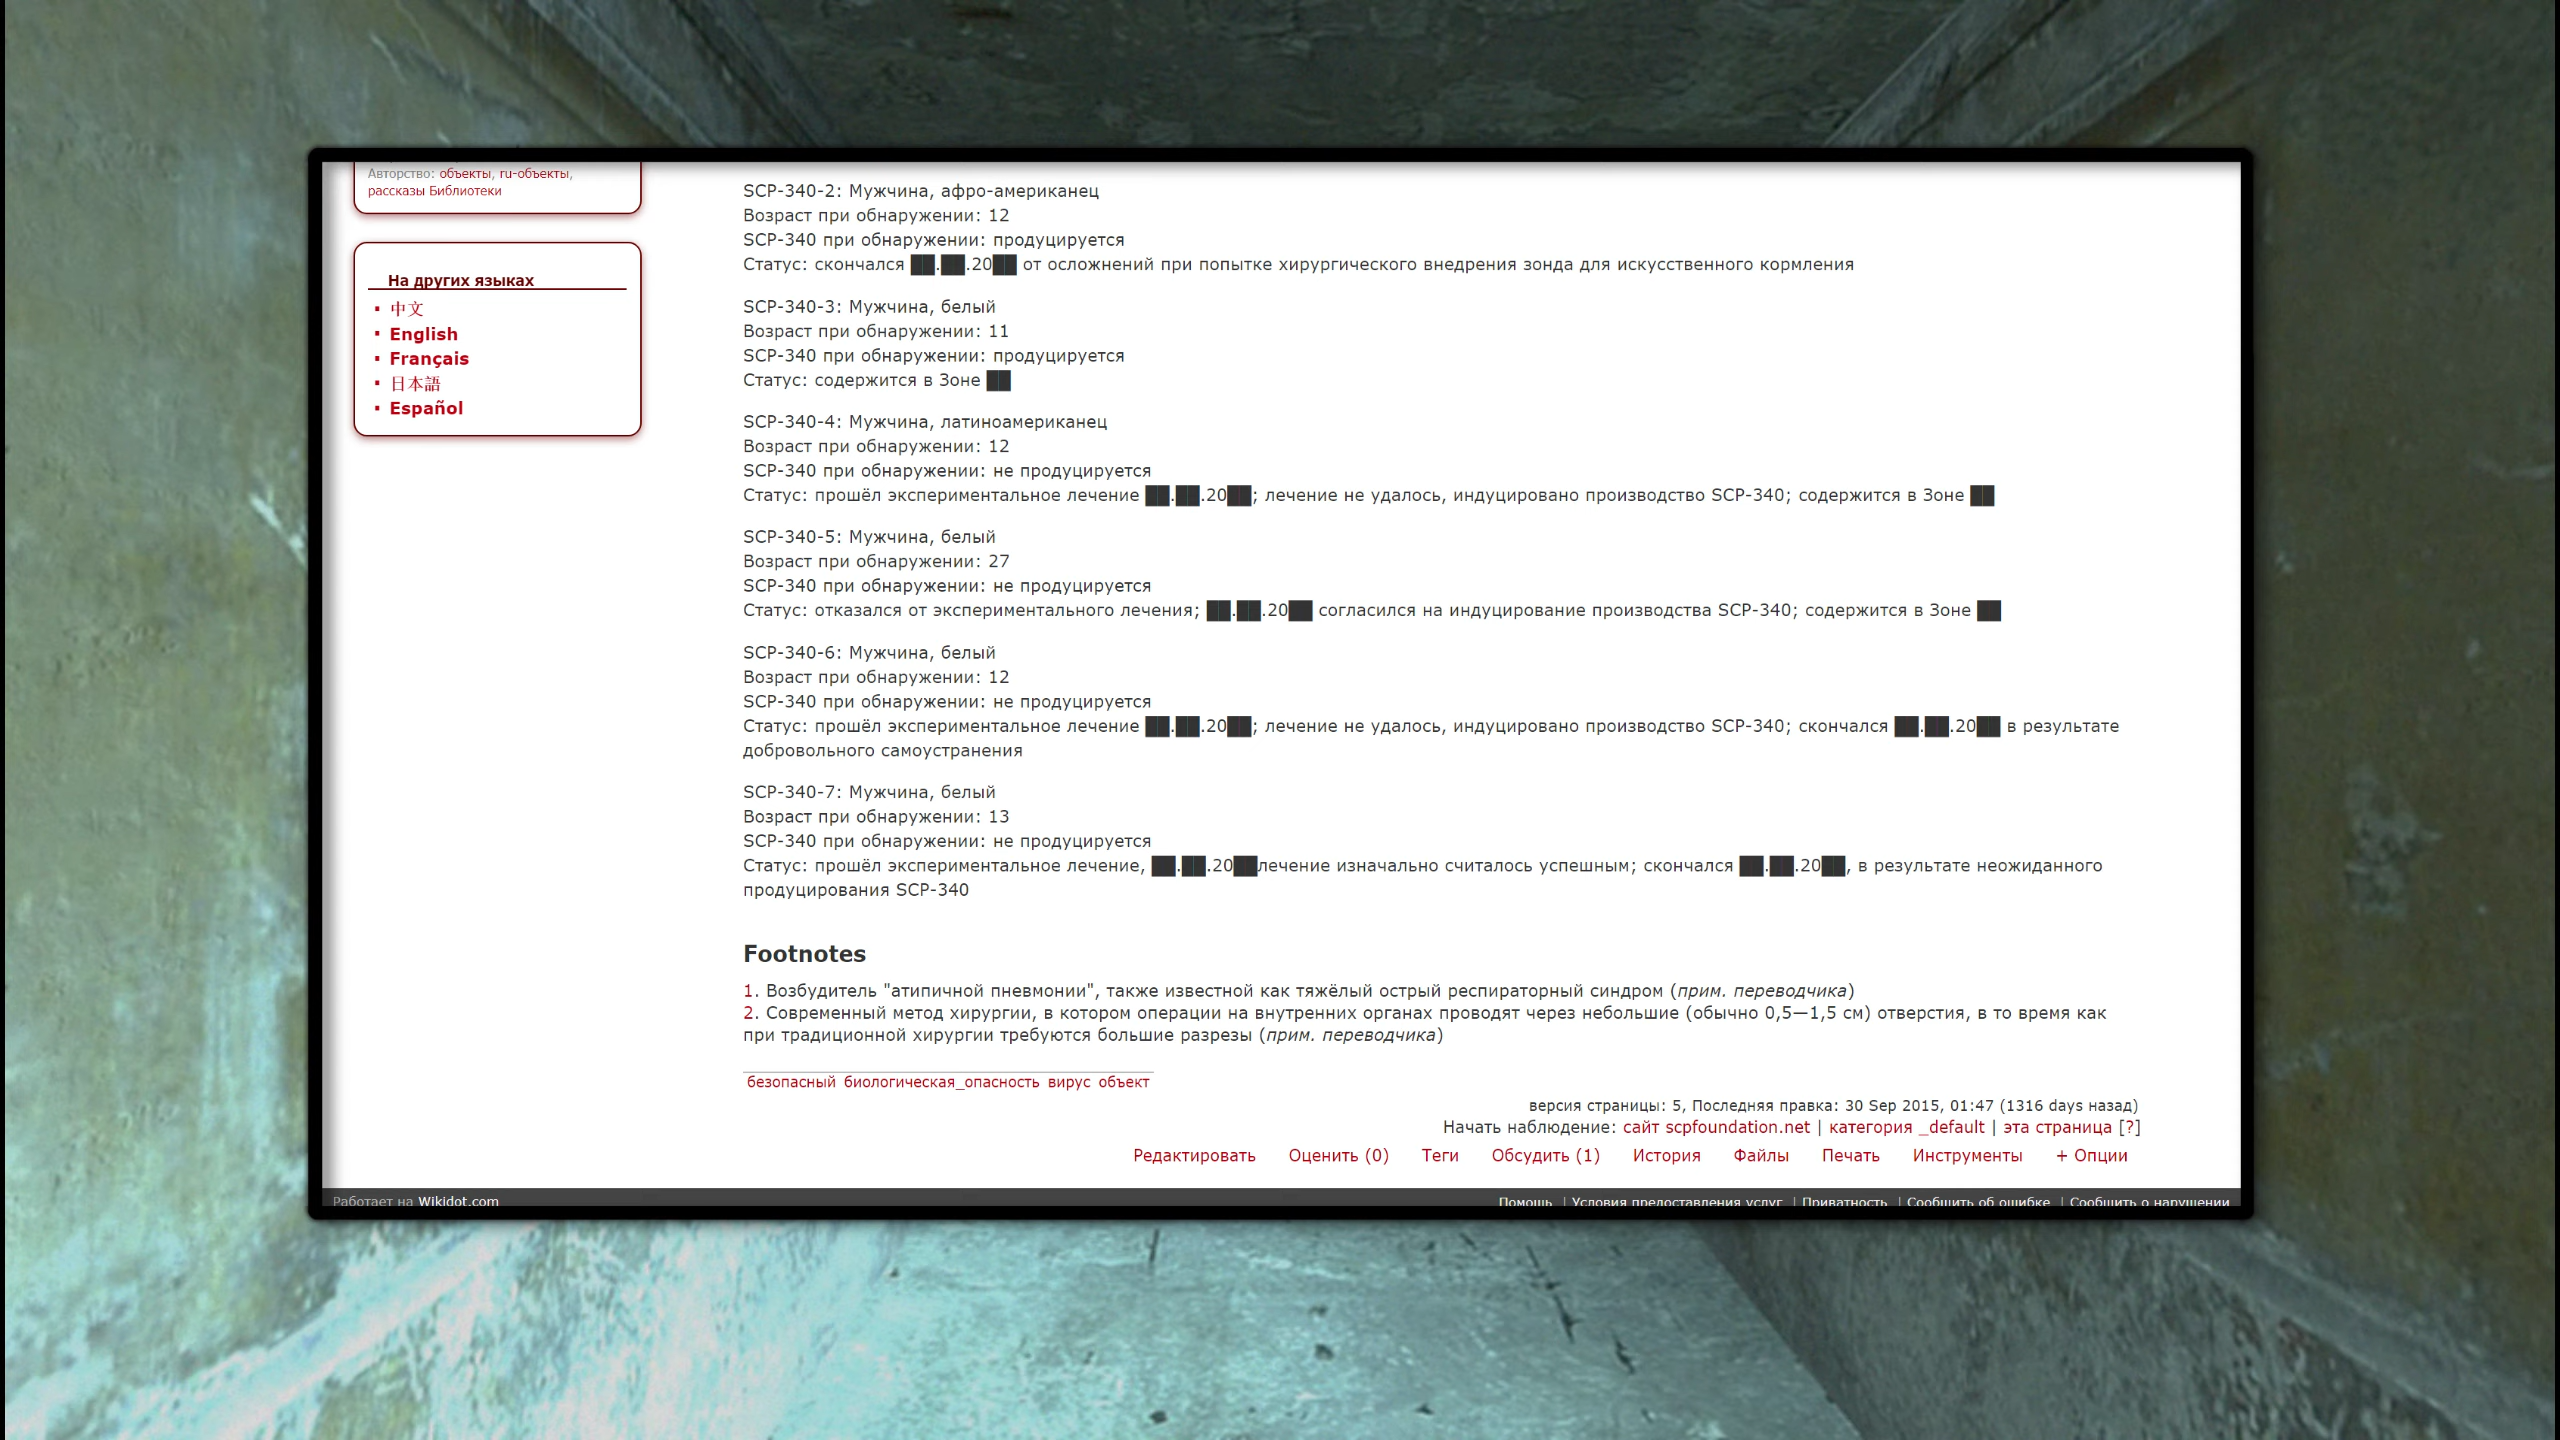 Авторство: объекты, ru-объекты,
рассказы Библиотеки
На других языках
中文
English
Français
日本語
Español
SCP-340-2: Мужчина, афро-американец
Возраст при обнаружении: 12
SCP-340 при обнаружении: продуцируется
Статус: скончался ██.██.20██ от осложнений при попытке хирургического внедрения зонда для искусственного кормления
SCP-340-3: Мужчина, белый
Возраст при обнаружении: 11
SCP-340 при обнаружении: продуцируется
Статус: содержится в Зоне ██
SCP-340-4: Мужчина, латиноамериканец
Возраст при обнаружении: 12
SCP-340 при обнаружении: не продуцируется
Статус: прошёл экспериментальное лечение ██.██.20██; лечение не удалось, индуцировано производство SCP-340; содержится в Зоне ██
SCP-340-5: Мужчина, белый
Возраст при обнаружении: 27
SCP-340 при обнаружении: не продуцируется
Статус: отказался от экспериментального лечения; ██.██.20██ согласился на индуцирование производства SCP-340; содержится в Зоне ██
SCP-340-6: Мужчина, белый
Возраст при обнаружении: 12
SCP-340 при обнаружении: не продуцируется
Статус: прошёл экспериментальное лечение ██.██.20██; лечение не удалось, индуцировано производство SCP-340; скончался ██.██.20██ в результате
добровольного самоустранения
SCP-340-7: Мужчина, белый
Возраст при обнаружении: 13
SCP-340 при обнаружении: не продуцируется
Статус: прошёл экспериментальное лечение, ██.██.20██лечение изначально считалось успешным; скончался ██.██.20██, в результате неожиданного
продуцирования SCP-340
Footnotes
1. Возбудитель "атипичной пневмонии", также известной как тяжёлый острый респираторный синдром (прим. переводчика)
2. Современный метод хирургии, в котором операции на внутренних органах проводят через небольшие (обычно 0,5—1,5 см) отверстия, в то время как
при традиционной хирургии требуются большие разрезы (прим. переводчика)
безопасный биологическая_опасность вирус объект
версия страницы: 5, Последняя правка: 30 Sep 2015, 01:47 (1316 days назад)
Начать наблюдение: сайт scpfoundation.net | категория _default | эта страница [?]
Редактировать Оценить (0) Теги Обсудить (1) История Файлы Печать Инструменты + Опции
Работает на Wikidot.com
Помощь | Условия предоставления услуг | Приватность | Сообщить об ошибке | Сообщить о нарушении